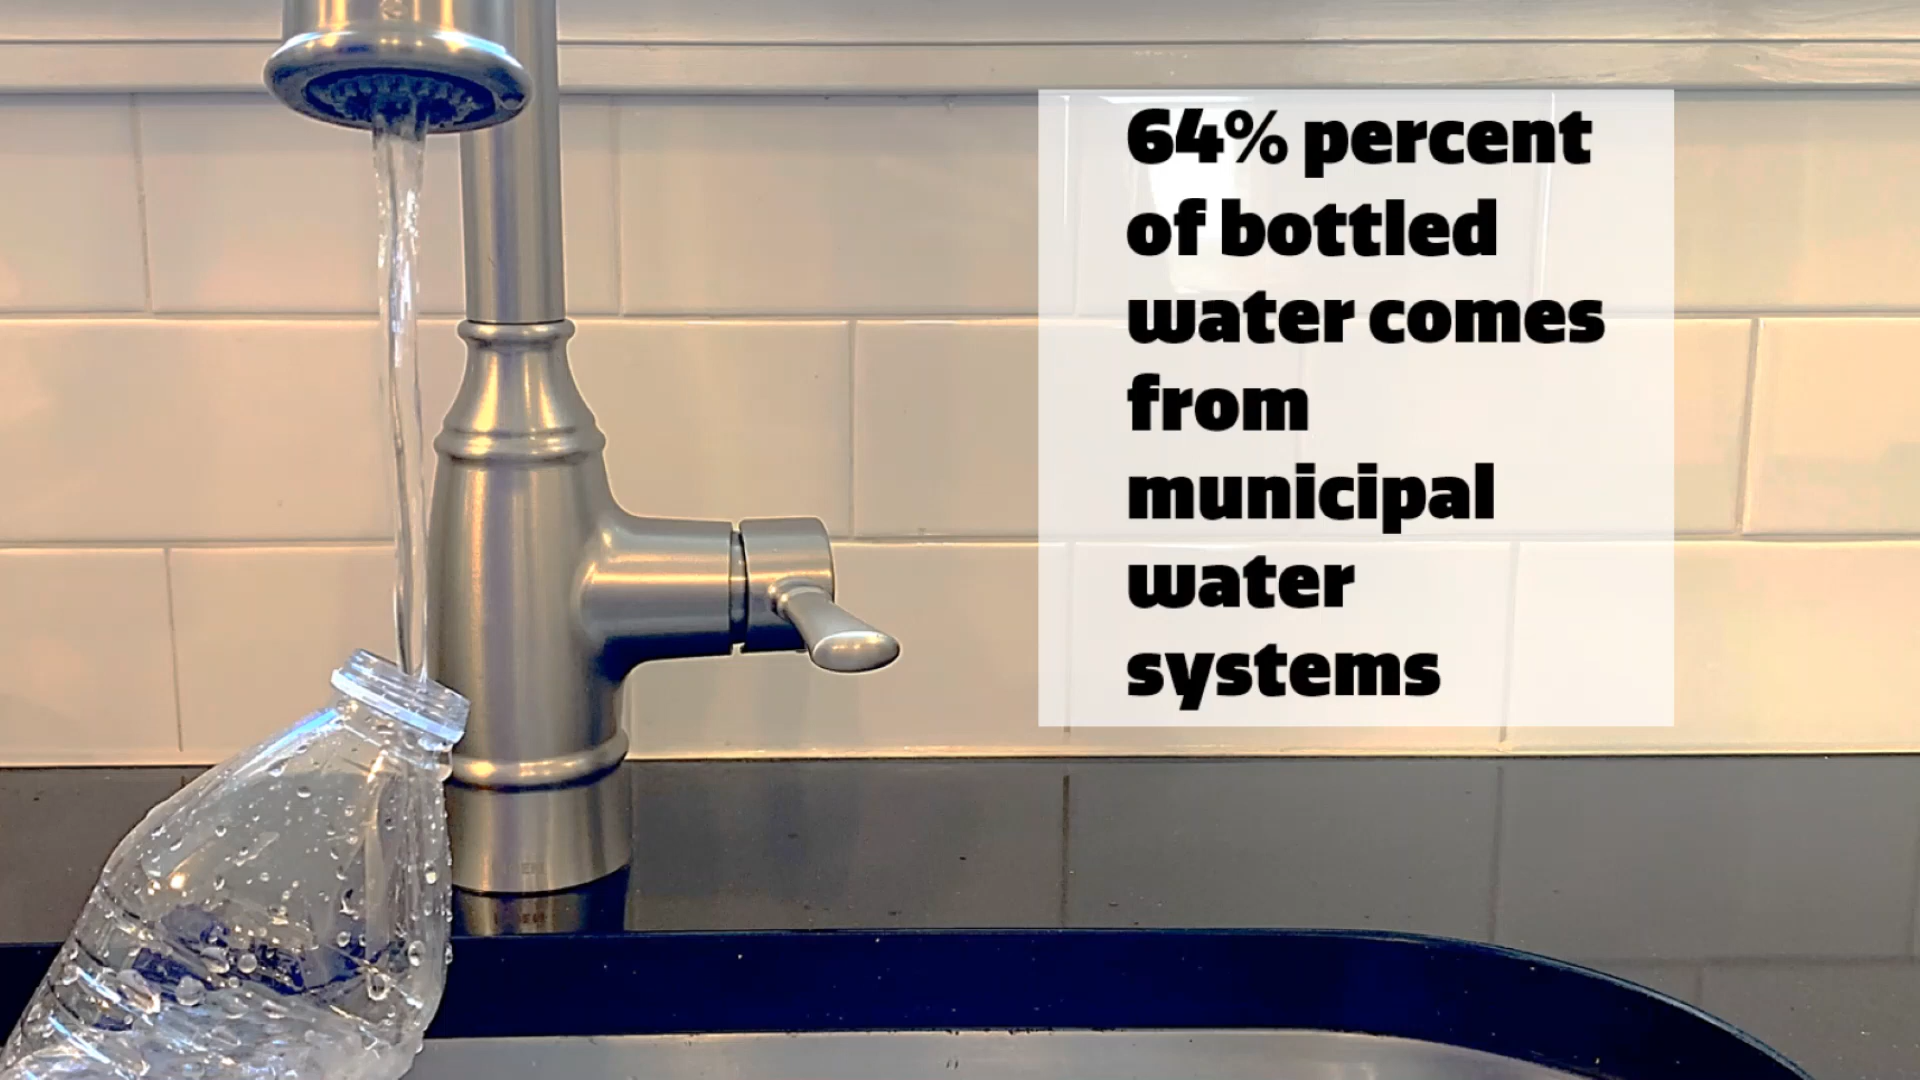 64% percent
of bottled
water comes
from
municipal
water
systems